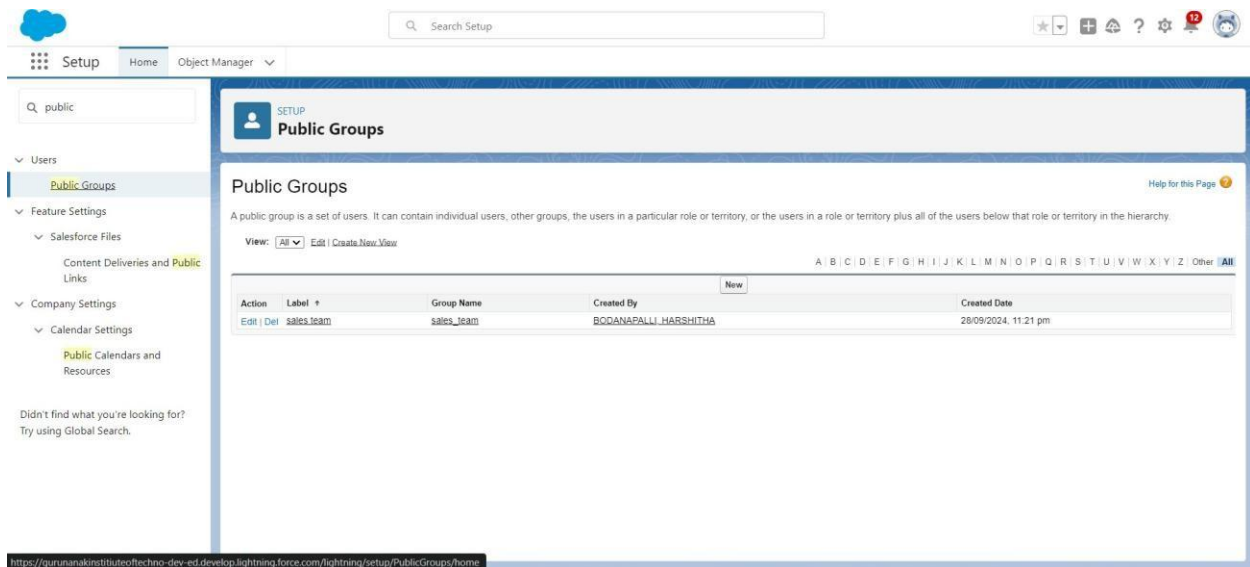 Search Setup
12
Setup
Home
Object Manager
public
Users
Public Groups
Feature Settings
Salesforce Files
Content Deliveries and Public
Links
Company Settings
Calendar Settings
Public Calendars and
Resources
Didn't find what you're looking for?
Try using Global Search.
SETUP
Public Groups
Public Groups
Help for this Page ?
A public group is a set of users. It can contain individual users, other groups, the users in a particular role or territory, or the users in a role or territory plus all of the users below that role or territory in the hierarchy.
View: All Edit | Create New View
A | B | C | D | E | F | G | H | I | J | K | L | M | N | O | P | Q | R | S | T | U | V | W | X | Y | Z | Other All
New
Action Label ↑ Group Name Created By Created Date
Edit | Del sales team sales_team BODANAPALLI, HARSHITHA 28/09/2024, 11:21 pm
https://gurunanakinstitiuteoftechno-dev-ed.develop.lightning.force.com/lightning/setup/PublicGroups/home